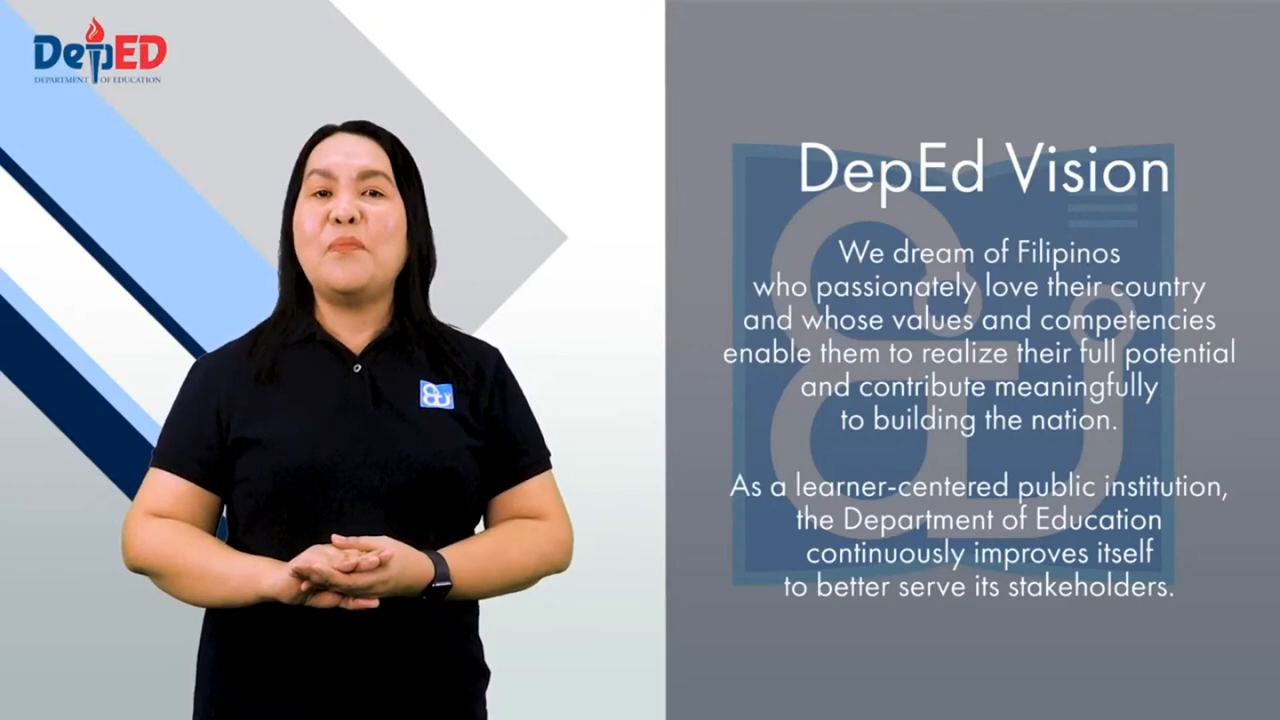 DepED
DEPARTMENT OF EDUCATION
DepEd Vision
We dream of Filipinos
who passionately love their country
and whose values and competencies
enable them to realize their full potential
and contribute meaningfully
to building the nation.
As a learner-centered public institution,
the Department of Education
continuously improves itself
to better serve its stakeholders.